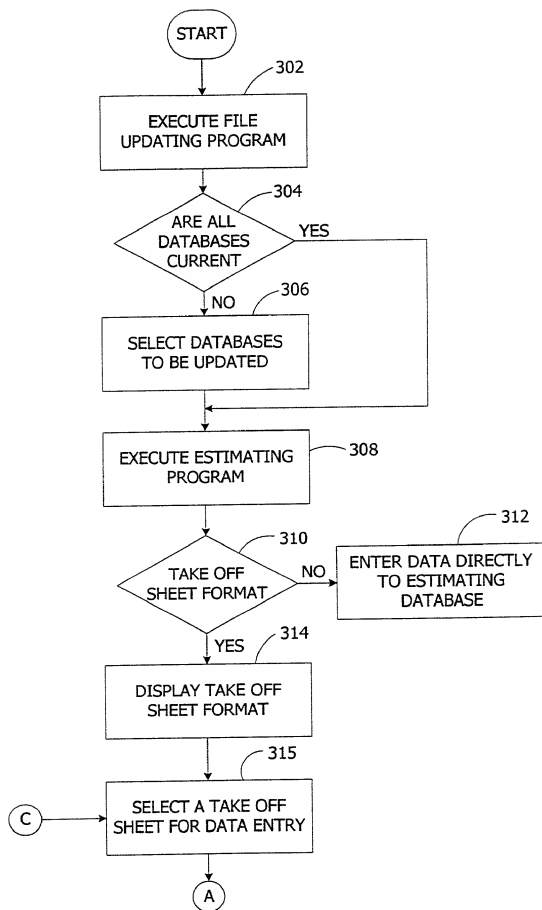 START
302
EXECUTE FILE
UPDATING PROGRAM
304
ARE ALL
DATABASES
CURRENT
YES
NO
306
SELECT DATABASES
TO BE UPDATED
EXECUTE ESTIMATING
PROGRAM
308
310
TAKE OFF
SHEET FORMAT
NO
312
ENTER DATA DIRECTLY
TO ESTIMATING
DATABASE
YES
314
DISPLAY TAKE OFF
SHEET FORMAT
315
C
SELECT A TAKE OFF
SHEET FOR DATA ENTRY
A